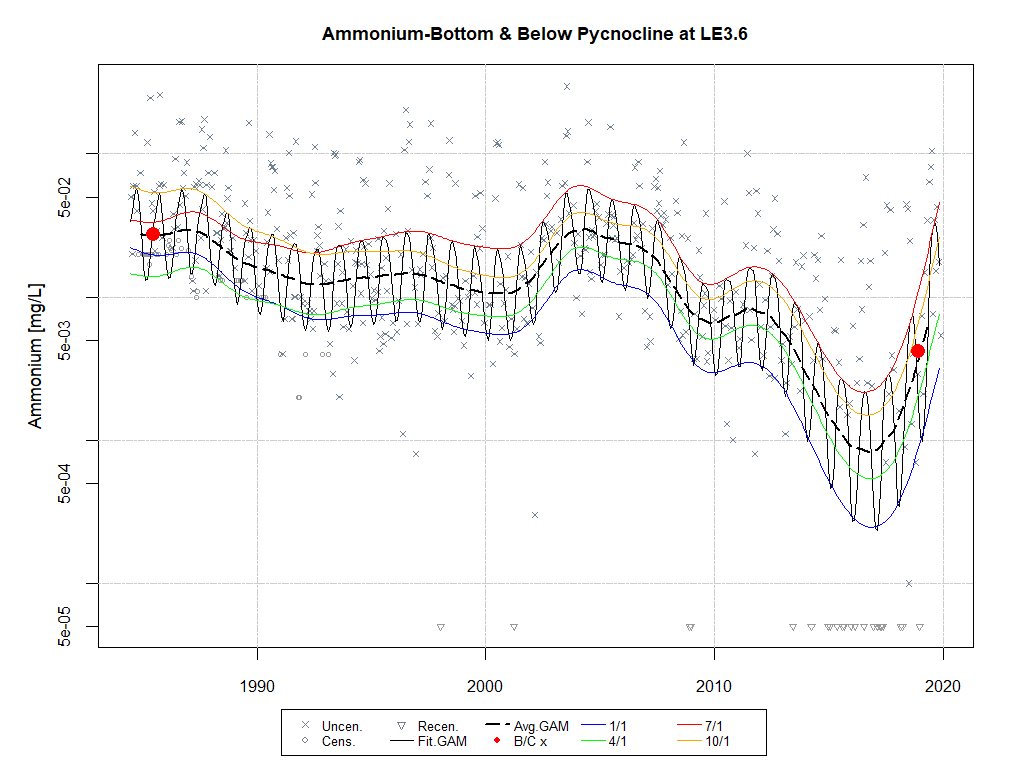 Ammonium-Bottom & Below Pycnocline at LE3.6
Ammonium [mg/L]
5e-02
5e-03
5e-04
5e-05
1990 2000 2010 2020
Uncen. Recen. Avg.GAM 1/1 7/1
Cens. Fit.GAM B/C x 4/1 10/1